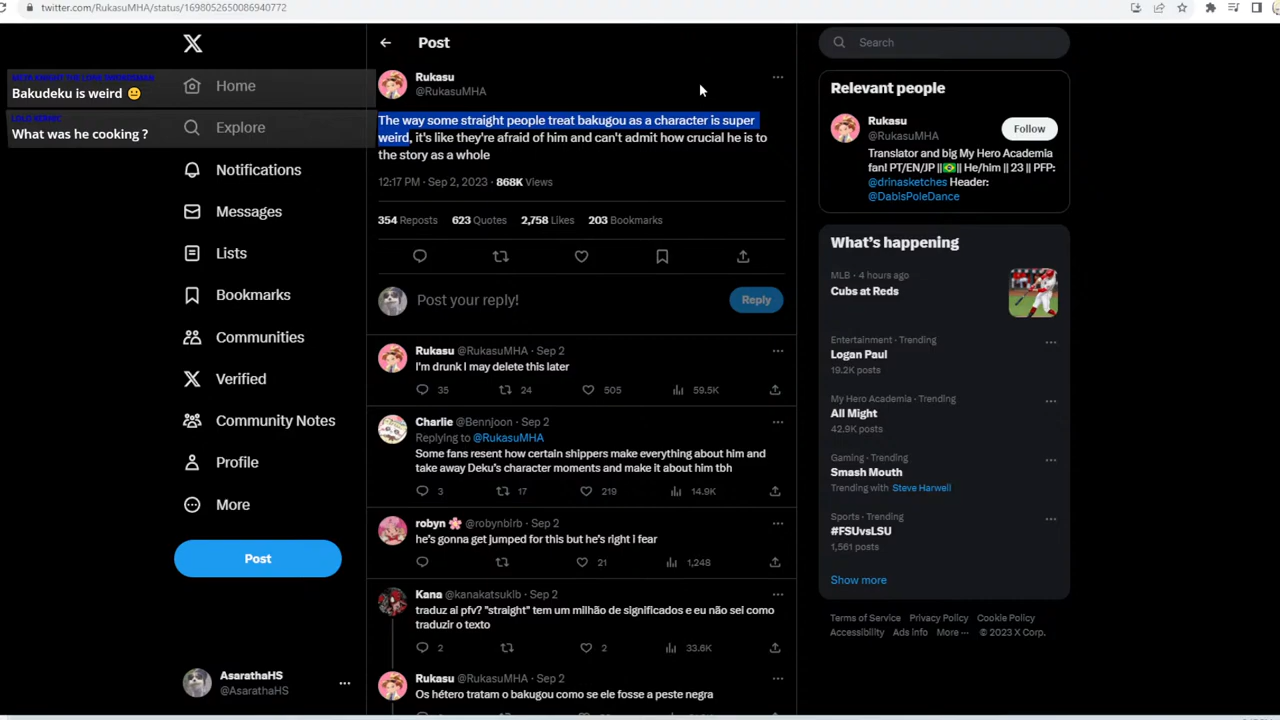 twitter.com/RukasuMHA/status/1698052650086940772
Bakudeku is weird 😐
What was he cooking ?
Home
Explore
Notifications
Messages
Lists
Bookmarks
Communities
Verified
Community Notes
Profile
More
Post
AsarathaHS
@AsarathaHS
Post
Rukasu
@RukasuMHA
The way some straight people treat bakugou as a character is super
weird, it's like they're afraid of him and can't admit how crucial he is to
the story as a whole
12:17 PM · Sep 2, 2023 · 868K Views
354 Reposts 623 Quotes 2,758 Likes 203 Bookmarks
Post your reply!
Reply
Rukasu @RukasuMHA · Sep 2
I'm drunk I may delete this later
35 24 505 59.5K
Charlie @Bennjoon · Sep 2
Replying to @RukasuMHA
Some fans resent how certain shippers make everything about him and
take away Deku's character moments and make it about him tbh
3 17 219 14.9K
robyn 🌸 @robynblrb · Sep 2
he's gonna get jumped for this but he's right i fear
21 1,248
Kana @kanakatsuklb · Sep 2
traduz ai pfv? "straight" tem um milhão de significados e eu não sei como
traduzir o texto
2 2 33.6K
Rukasu @RukasuMHA · Sep 2
Os hétero tratam o bakugou como se ele fosse a peste negra
Search
Relevant people
Rukasu
@RukasuMHA
Follow
Translator and big My Hero Academia
fan! PT/EN/JP ||🇧🇷|| He/him || 23 || PFP:
@drinasketches Header:
@DabisPoleDance
What's happening
MLB · 4 hours ago
Cubs at Reds
Entertainment · Trending
Logan Paul
19.2K posts
My Hero Academia · Trending
All Might
42.9K posts
Gaming · Trending
Smash Mouth
Trending with Steve Harwell
Sports · Trending
#FSUvsLSU
1,561 posts
Show more
Terms of Service Privacy Policy Cookie Policy
Accessibility Ads info More ··· © 2023 X Corp.